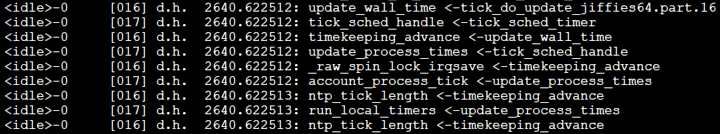 <idle>-0 [016] d.h. 2640.622512: update_wall_time <-tick_do_update_jiffies64.part.16
<idle>-0 [017] d.h. 2640.622512: tick_sched_handle <-tick_sched_timer
<idle>-0 [016] d.h. 2640.622512: timekeeping_advance <-update_wall_time
<idle>-0 [017] d.h. 2640.622512: update_process_times <-tick_sched_handle
<idle>-0 [016] d.h. 2640.622512: _raw_spin_lock_irqsave <-timekeeping_advance
<idle>-0 [017] d.h. 2640.622512: account_process_tick <-update_process_times
<idle>-0 [016] d.h. 2640.622513: ntp_tick_length <-timekeeping_advance
<idle>-0 [017] d.h. 2640.622513: run_local_timers <-update_process_times
<idle>-0 [016] d.h. 2640.622513: ntp_tick_length <-timekeeping_advance